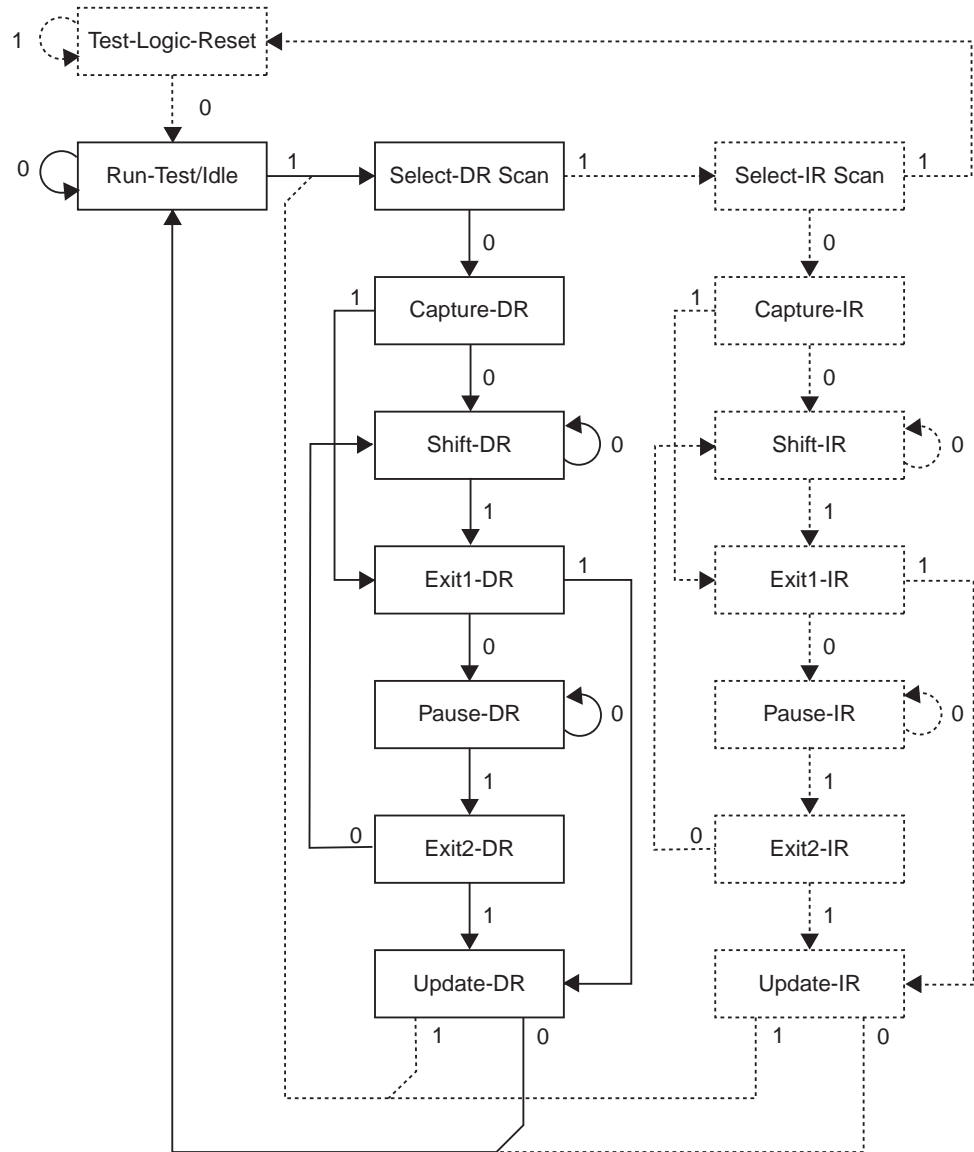 1
Test-Logic-Reset
0
0
Run-Test/Idle
1
Select-DR Scan
1
Select-IR Scan
1
0
0
1
Capture-DR
1
Capture-IR
0
0
Shift-DR
0
Shift-IR
0
1
1
Exit1-DR
1
Exit1-IR
1
0
0
Pause-DR
0
Pause-IR
0
1
1
0
Exit2-DR
0
Exit2-IR
1
1
Update-DR
Update-IR
1
0
1
0